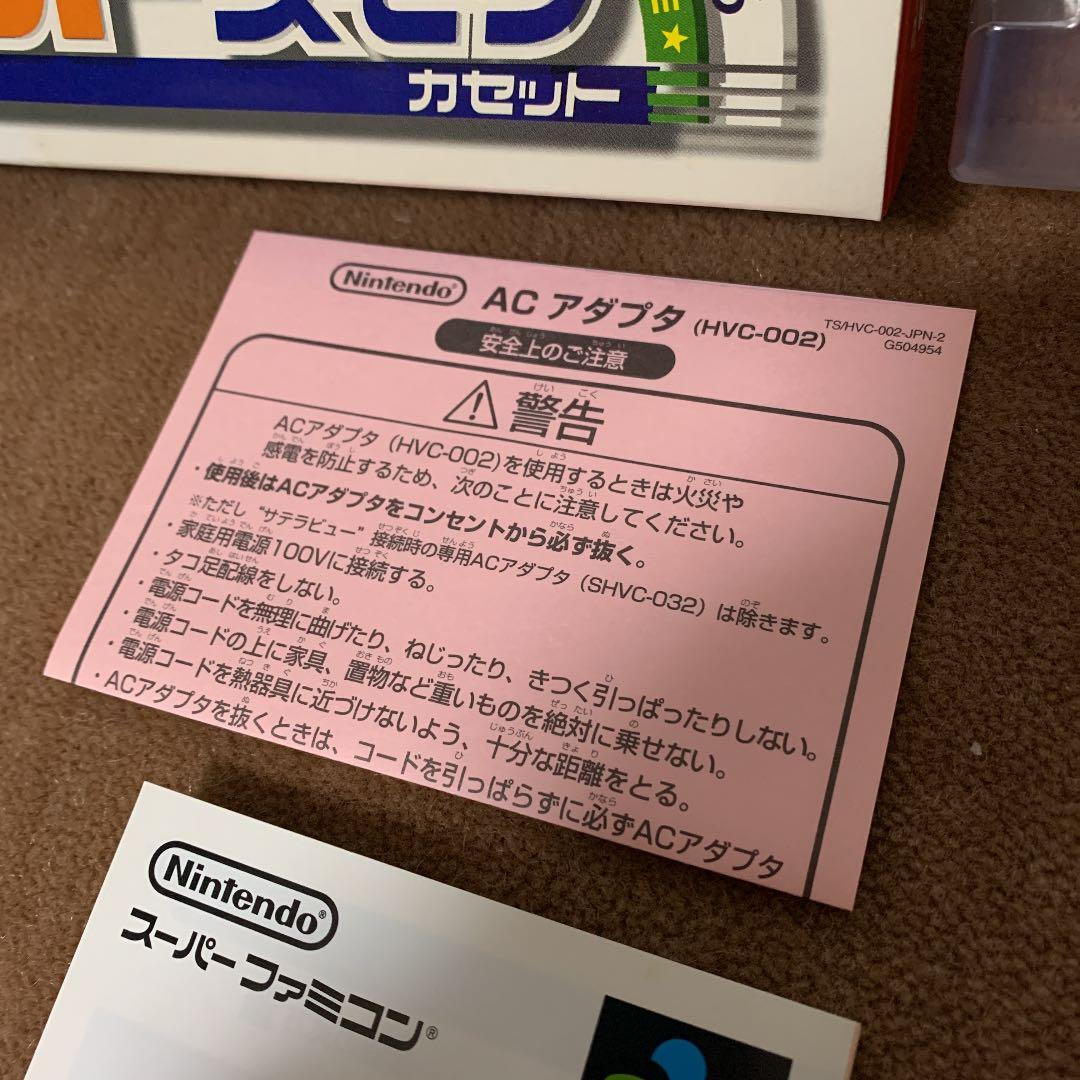 カセット
Nintendo®
AC アダプタ (HVC-002)
TS/HVC-002-JPN-2
G504954
安全上のご注意
警告
ACアダプタ (HVC-002)を使用するときは火災や
感電を防止するため、次のことに注意してください。
・使用後はACアダプタをコンセントから必ず抜く。
※ただし “サテラビュー” 接続時の専用ACアダプタ (SHVC-032) は除きます。
・家庭用電源100Vに接続する。
・タコ足配線をしない。
・電源コードを無理に曲げたり、ねじったり、きつく引っぱったりしない。
・電源コードの上に家具、置物など重いものを絶対に乗せない。
・電源コードを熱器具に近づけないよう、十分な距離をとる。
・ACアダプタを抜くときは、コードを引っぱらずに必ずACアダプタ
Nintendo®
スーパーファミコン®